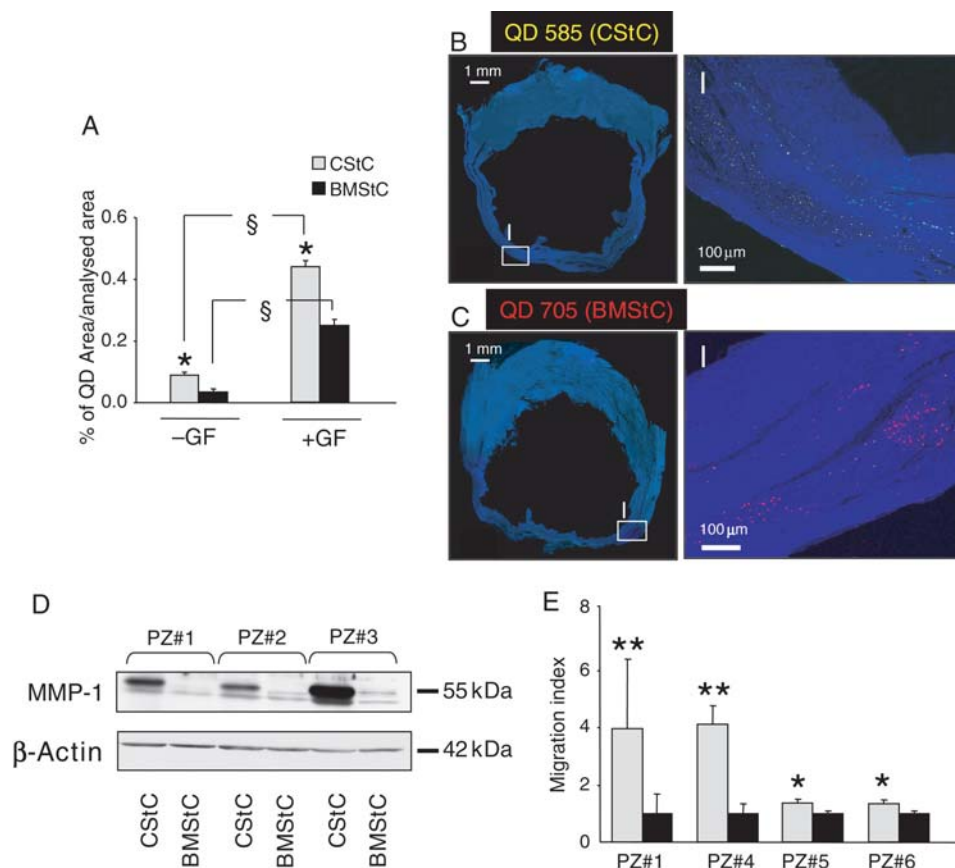 A
CStC
BMStC
% of QD Area/analysed area
0.6
0.4
0.2
0.0
§
§
*
*
–GF
+GF
B
QD 585 (CStC)
1 mm
I
I
100 µm
C
QD 705 (BMStC)
1 mm
I
I
100 µm
D
PZ#1 PZ#2 PZ#3
MMP-1
55 kDa
β-Actin
42 kDa
CStC BMStC CStC BMStC CStC BMStC
E
Migration index
8
6
4
2
0
** ** * *
PZ#1 PZ#4 PZ#5 PZ#6